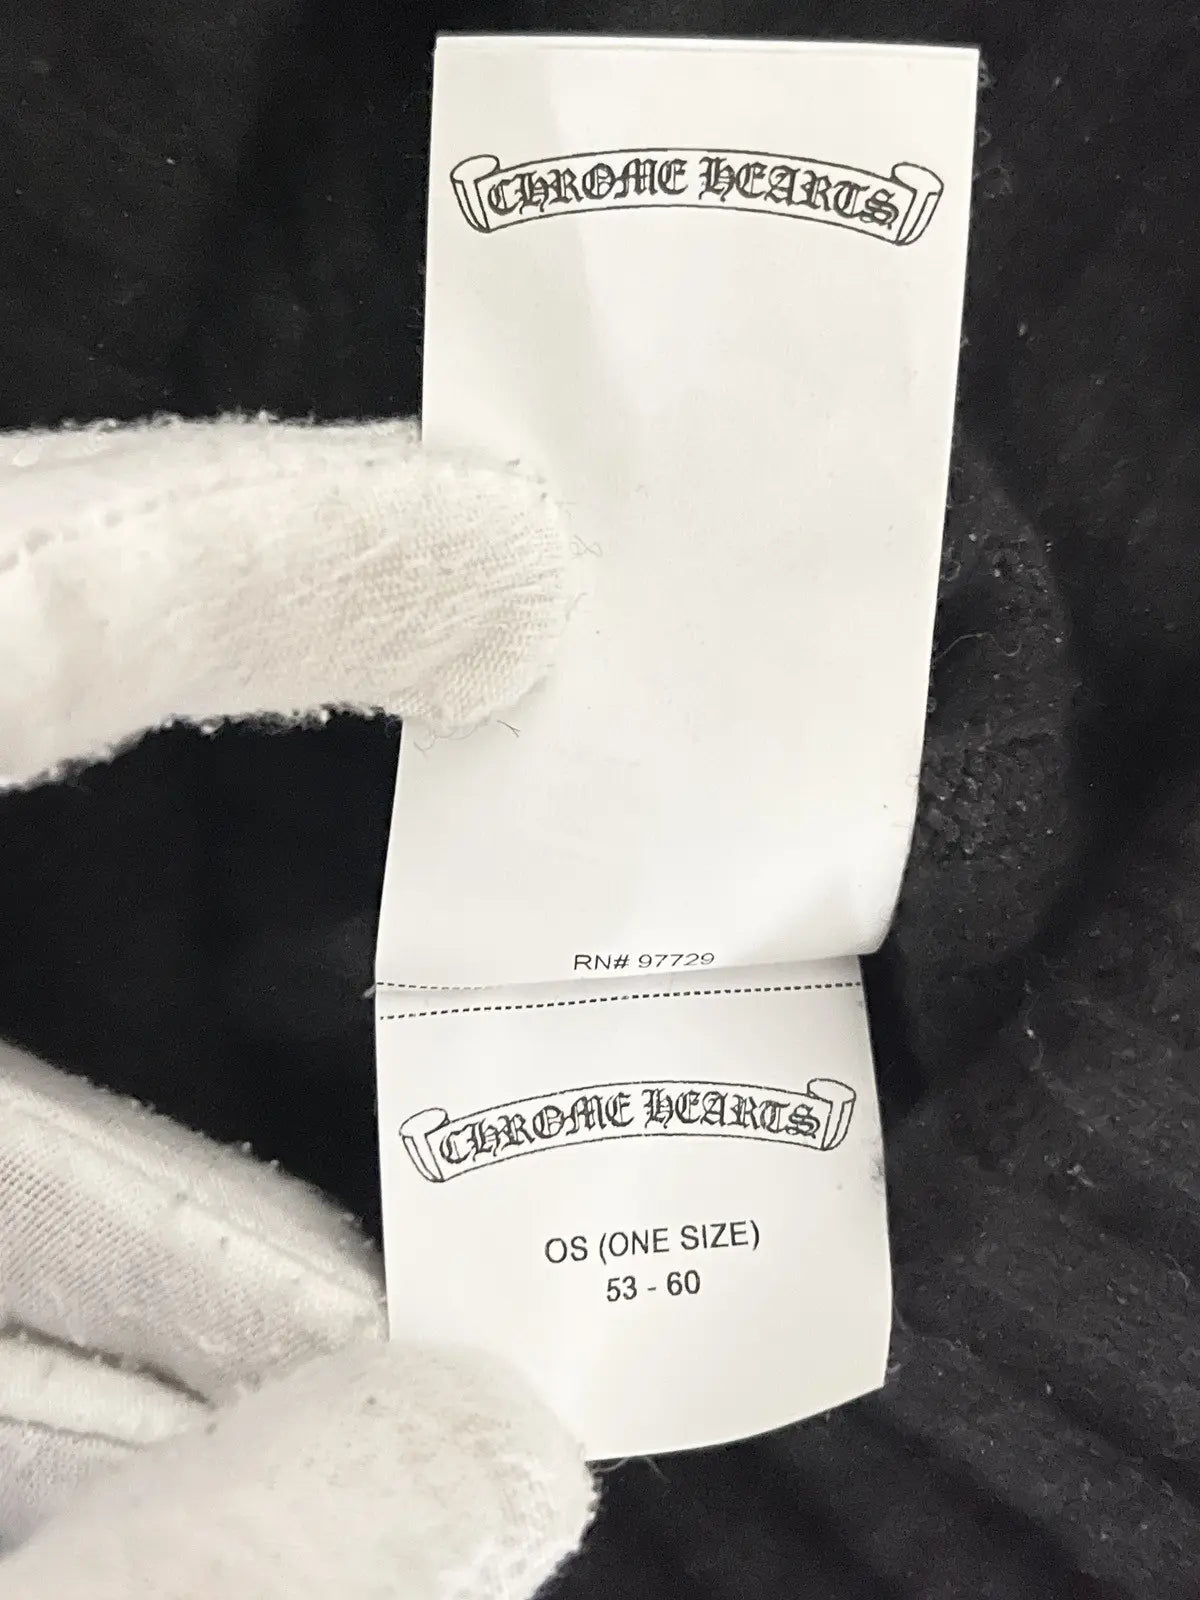 CHROME HEARTS
RN# 97729
CHROME HEARTS
OS (ONE SIZE)
53 - 60